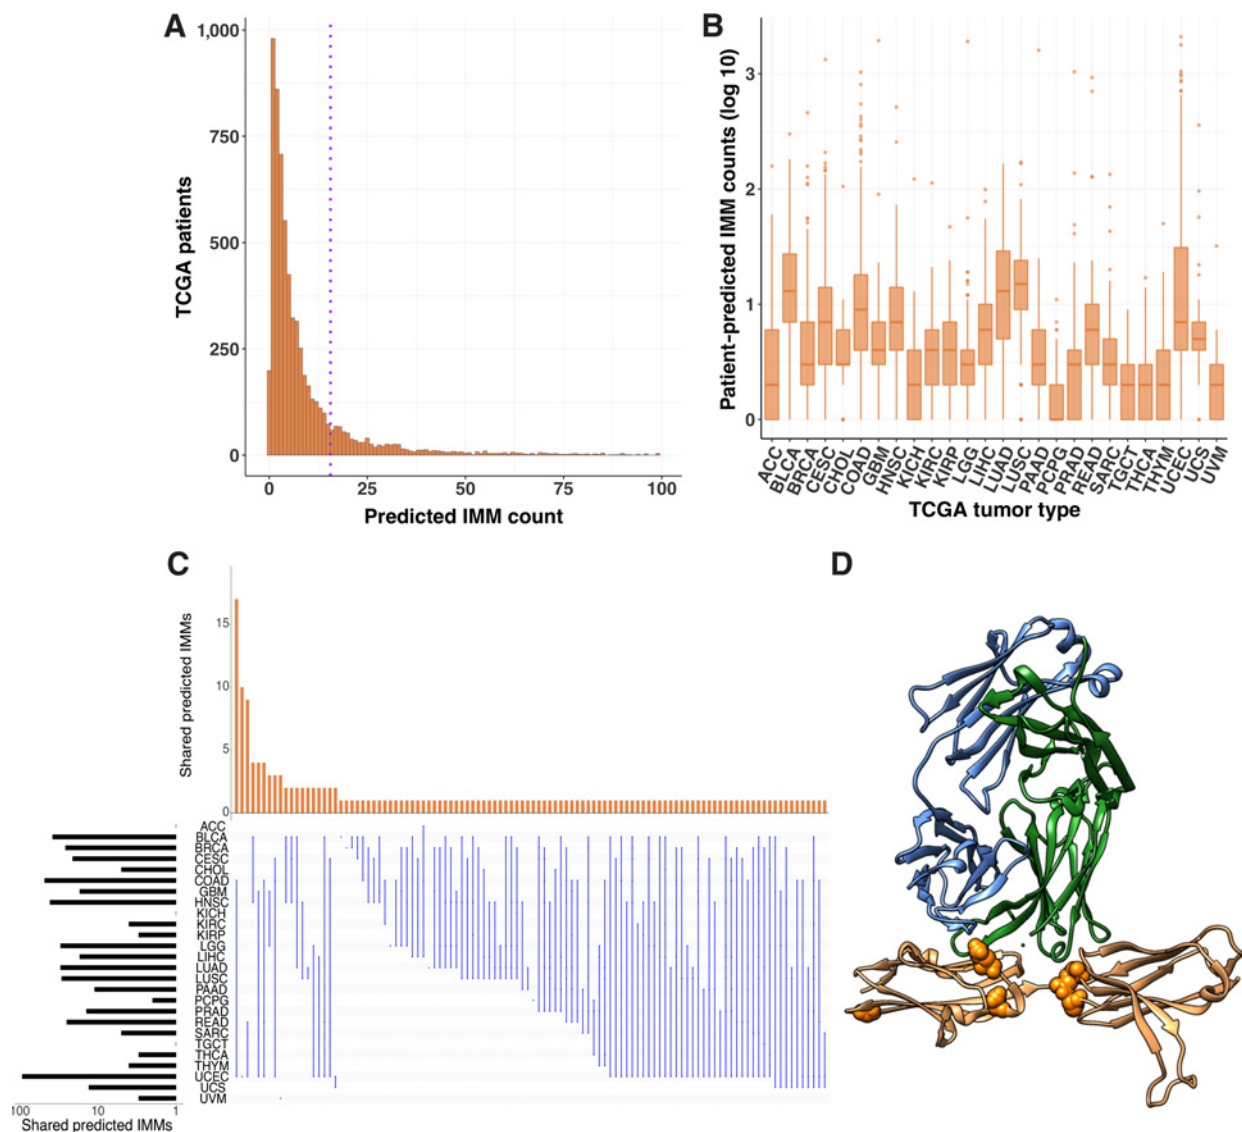 A
1,000
750
500
250
0
TCGA patients
0 25 50 75 100
Predicted IMM count
B
3
2
1
0
Patient-predicted IMM counts (log 10)
ACC BLCA BRCA CESC CHOL COAD GBM HNSC KICH KIRC KIRP LGG LIHC LUAD LUSC PAAD PCPG PRAD READ SARC TGCT THCA THYM UCEC UCS UVM
TCGA tumor type
C
15
10
5
0
Shared predicted IMMs
ACC
BLCA
BRCA
CESC
CHOL
COAD
GBM
HNSC
KICH
KIRC
KIRP
LGG
LIHC
LUAD
LUSC
PAAD
PCPG
PRAD
READ
SARC
TGCT
THCA
THYM
UCEC
UCS
UVM
100 10 1
Shared predicted IMMs
D